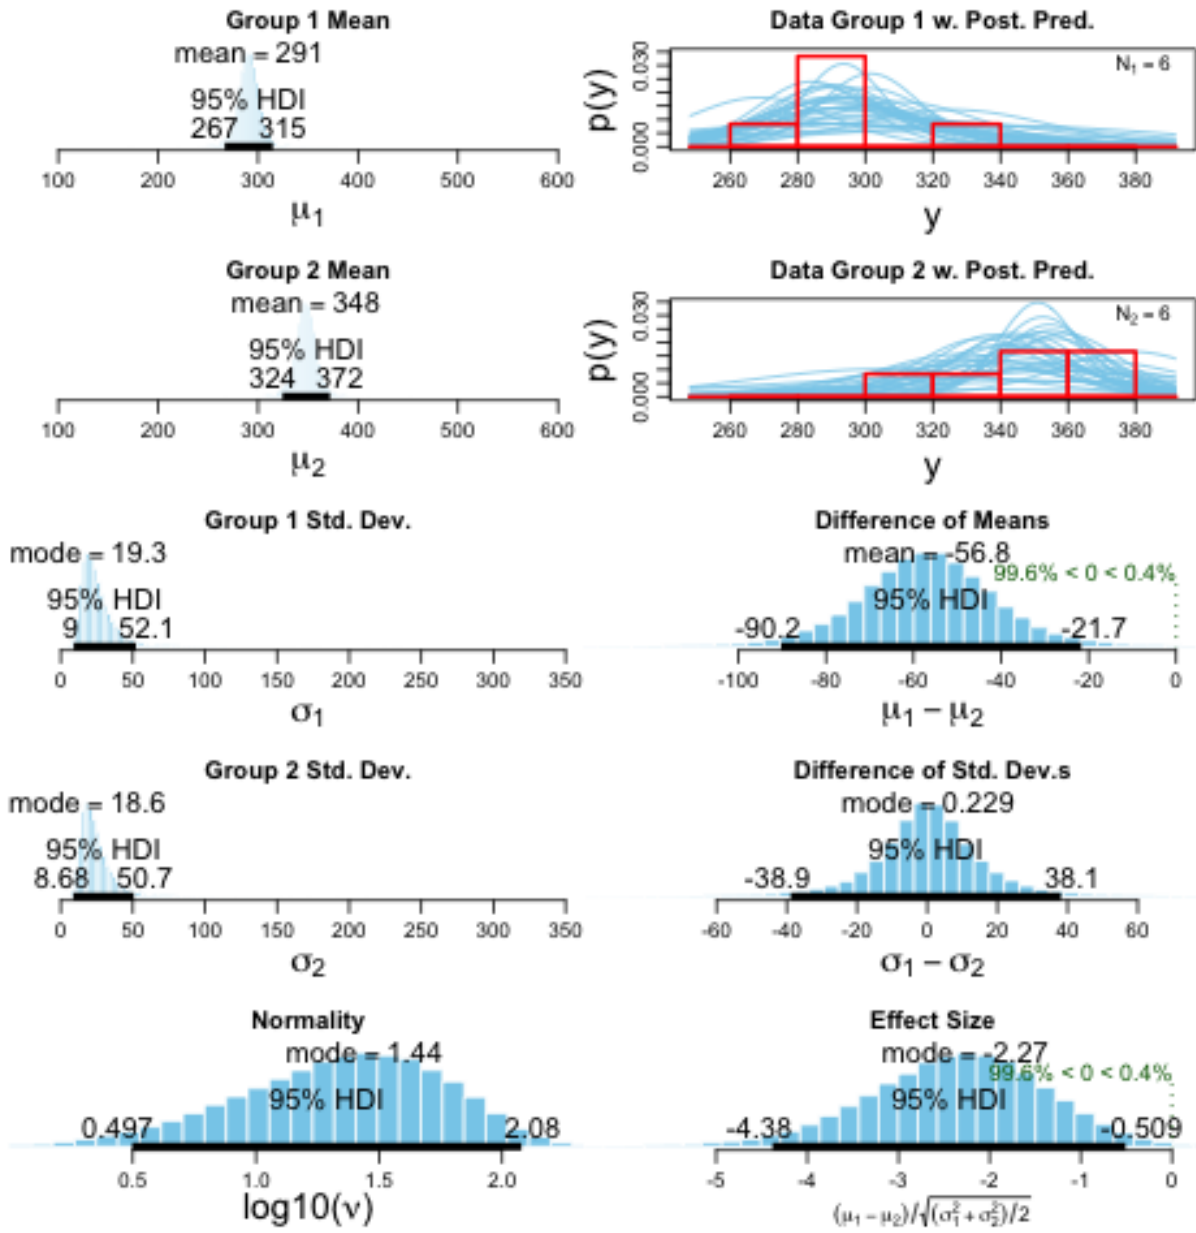 Group 1 Mean
mean = 291
95% HDI
267 315
100 200 300 400 500 600
μ1
Data Group 1 w. Post. Pred.
N1 = 6
p(y)
0.000 0.030
260 280 300 320 340 360 380
y
Group 2 Mean
mean = 348
95% HDI
324 372
100 200 300 400 500 600
μ2
Data Group 2 w. Post. Pred.
N2 = 6
p(y)
0.000 0.030
260 280 300 320 340 360 380
y
Group 1 Std. Dev.
mode = 19.3
95% HDI
9 52.1
0 50 100 150 200 250 300 350
σ1
Difference of Means
mean = -56.8
99.6% < 0 < 0.4%
95% HDI
-90.2 -21.7
-100 -80 -60 -40 -20 0
μ1 − μ2
Group 2 Std. Dev.
mode = 18.6
95% HDI
8.68 50.7
0 50 100 150 200 250 300 350
σ2
Difference of Std. Dev.s
mode = 0.229
95% HDI
-38.9 38.1
-60 -40 -20 0 20 40 60
σ1 − σ2
Normality
mode = 1.44
95% HDI
0.497 2.08
0.5 1.0 1.5 2.0
log10(ν)
Effect Size
mode = -2.27
99.6% < 0 < 0.4%
95% HDI
-4.38 -0.509
-5 -4 -3 -2 -1 0
(μ1 − μ2)/√(σ1² + σ2²)/2